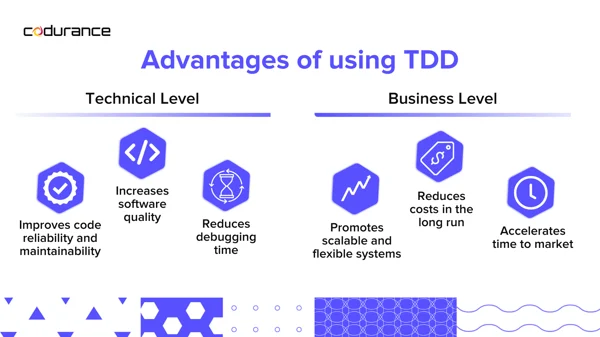 codurance
Advantages of using TDD
Technical Level
Improves code
reliability and
maintainability
Increases
software
quality
Reduces
debugging
time
Business Level
Promotes
scalable and
flexible systems
Reduces
costs in the
long run
Accelerates
time to market